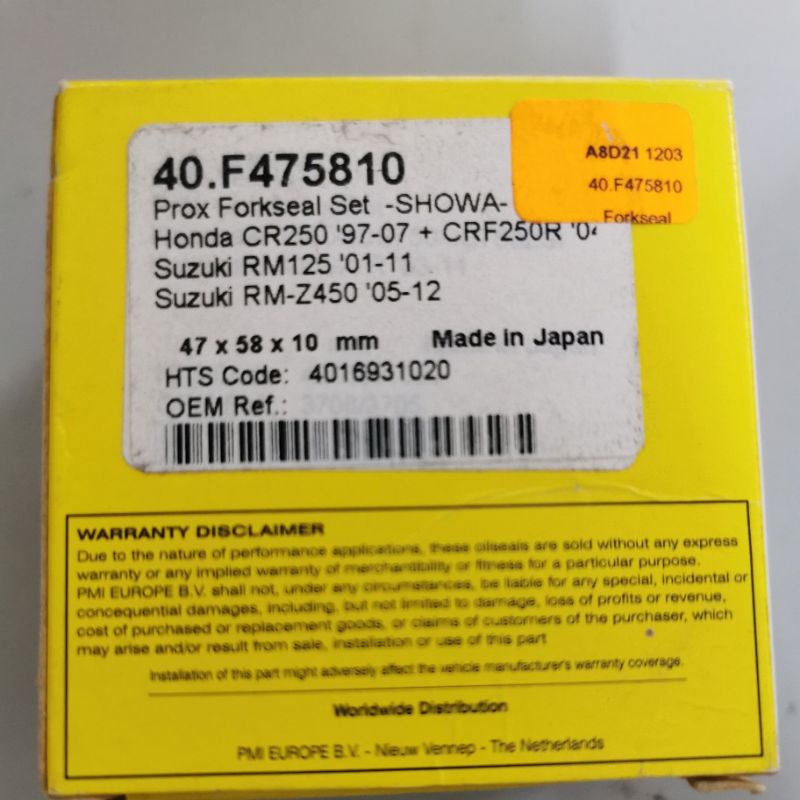 40.F475810
Prox Forkseal Set -SHOWA-
Honda CR250 '97-07 + CRF250R '04
Suzuki RM125 '01-11
Suzuki RM-Z450 '05-12
47 x 58 x 10 mm Made in Japan
HTS Code: 4016931020
OEM Ref.:
A8D21 1203
40.F475810
Forkseal
WARRANTY DISCLAIMER
Due to the nature of performance applications, these oilseals are sold without any express
warranty or any implied warranty of merchantibility or fitness for a particular purpose.
PMI EUROPE B.V. shall not, under any circumstances, be liable for any special, incidental or
concequential damages, including, but not limited to damage, loss of profits or revenue,
cost of purchased or replacement goods, or claims of customers of the purchaser, which
may arise and/or result from sale, installation or use of this part
Installation of this part might adversely affect the vehicle manufacturer's warranty coverage.
Worldwide Distribution
PMI EUROPE B.V. - Nieuw Vennep - The Netherlands